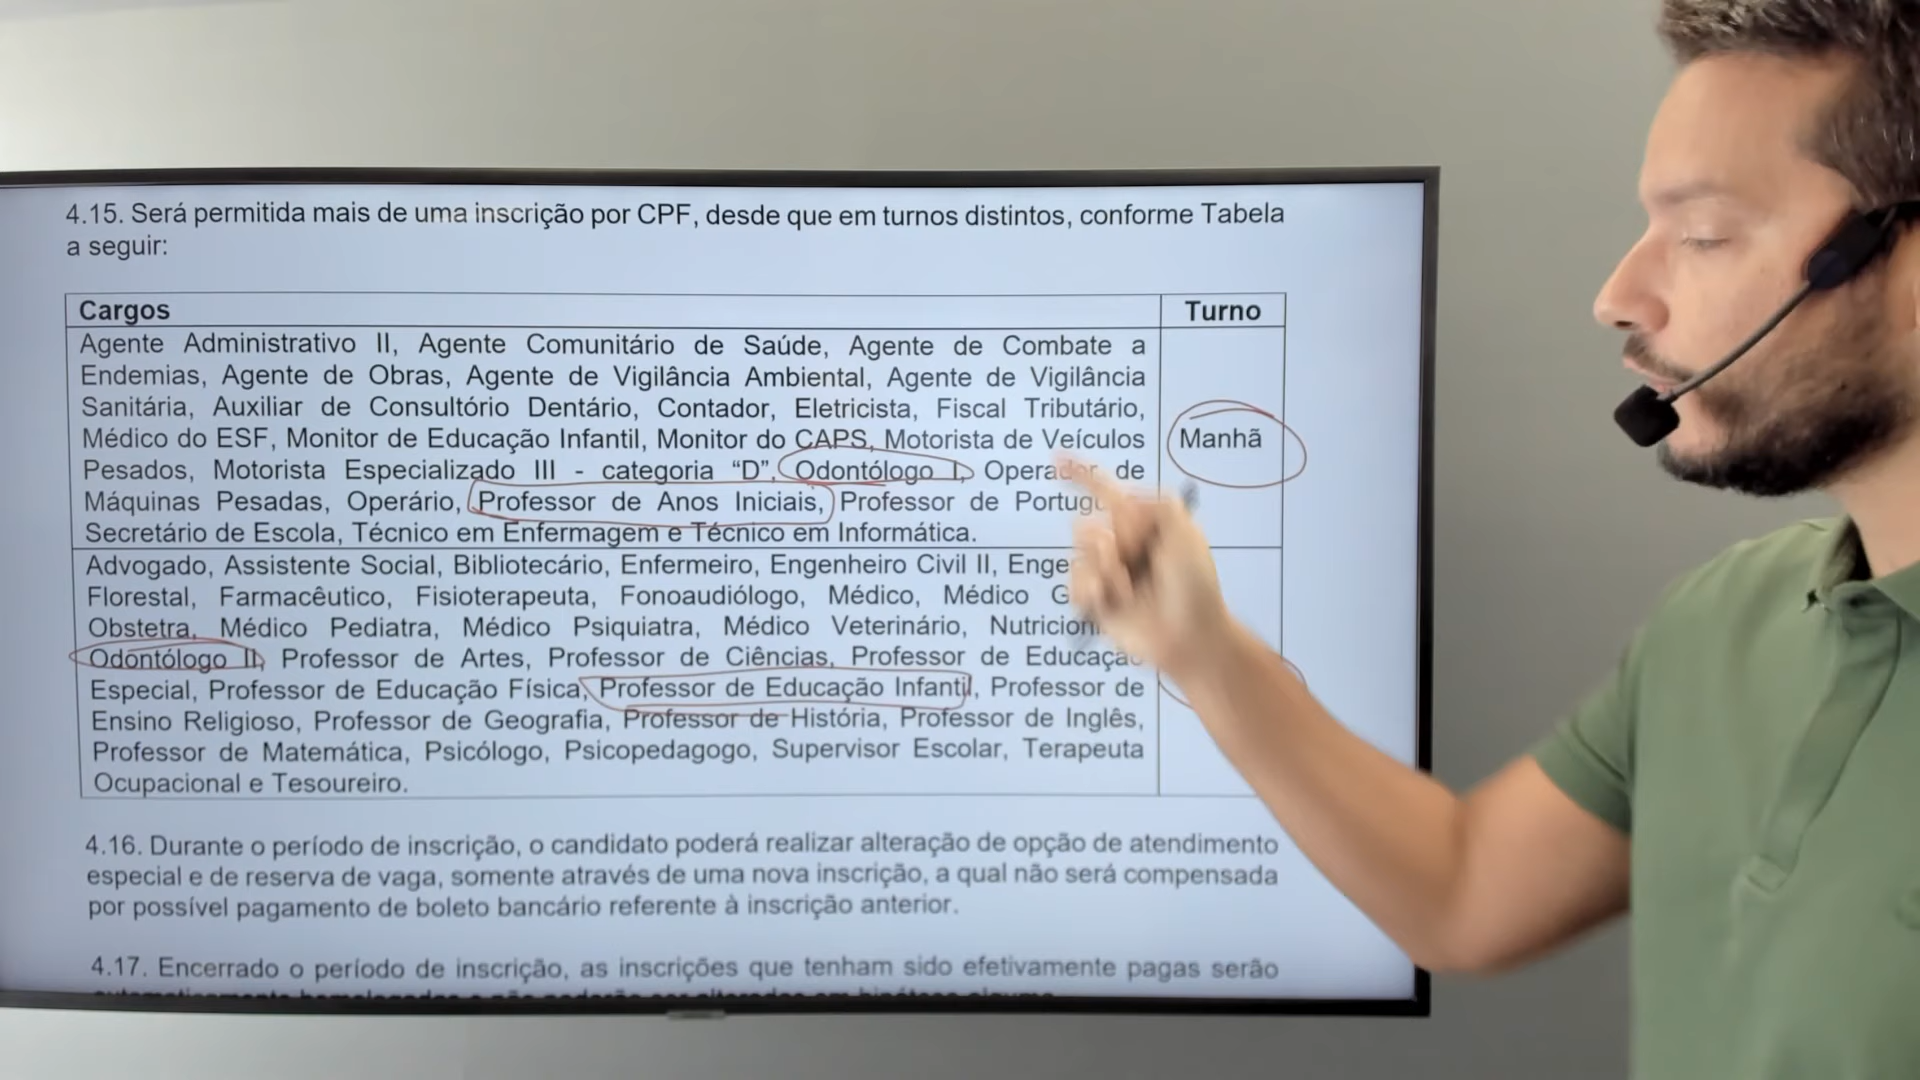 4.15. Será permitida mais de uma inscrição por CPF, desde que em turnos distintos, conforme Tabela
a seguir:
Cargos Turno
Agente Administrativo II, Agente Comunitário de Saúde, Agente de Combate a
Endemias, Agente de Obras, Agente de Vigilância Ambiental, Agente de Vigilância
Sanitária, Auxiliar de Consultório Dentário, Contador, Eletricista, Fiscal Tributário,
Médico do ESF, Monitor de Educação Infantil, Monitor do CAPS, Motorista de Veículos
Manhã
Pesados, Motorista Especializado III - categoria “D”, Odontólogo I, Operador de
Máquinas Pesadas, Operário, Professor de Anos Iniciais, Professor de
Secretário de Escola, Técnico em Enfermagem e Técnico em Informática.
Advogado, Assistente Social, Bibliotecário, Enfermeiro, Engenheiro Civil II,
Florestal, Farmacêutico, Fisioterapeuta, Fonoaudiólogo, Médico, Médico
Obstetra, Médico Pediatra, Médico Psiquiatra, Médico Veterinário,
Odontólogo II, Professor de Artes, Professor de Ciências, Professor de Educação
Especial, Professor de Educação Física, Professor de Educação Infantil, Professor de
Ensino Religioso, Professor de Geografia, Professor de História, Professor de Inglês,
Professor de Matemática, Psicólogo, Psicopedagogo, Supervisor Escolar, Terapeuta
Ocupacional e Tesoureiro.
4.16. Durante o período de inscrição, o candidato poderá realizar alteração de opção de atendimento
especial e de reserva de vaga, somente através de uma nova inscrição, a qual não será compensada
por possível pagamento de boleto bancário referente à inscrição anterior.
4.17. Encerrado o período de inscrição, as inscrições que tenham sido efetivamente pagas serão